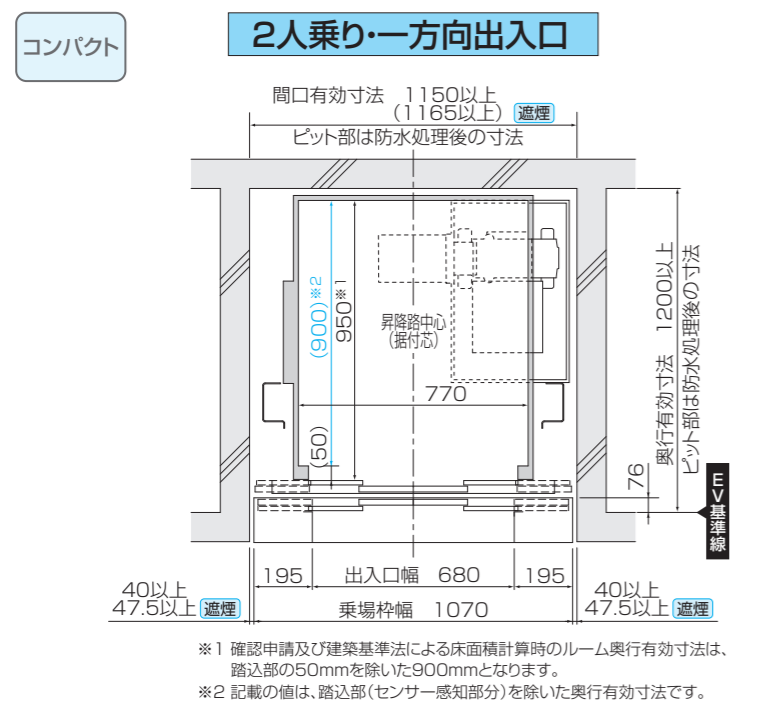 コンパクト
2人乗り・一方向出入口
間口有効寸法 1150以上
(1165以上) 遮煙
ピット部は防水処理後の寸法
(900)※2
950※1
昇降路中心
(据付芯)
770
(50)
奥行有効寸法 1200以上
ピット部は防水処理後の寸法
76
EV基準線
195
出入口幅 680
195
40以上
47.5以上 遮煙
乗場枠幅 1070
40以上
47.5以上 遮煙
※1 確認申請及び建築基準法による床面積計算時のルーム奥行有効寸法は、
踏込部の50mmを除いた900mmとなります。
※2 記載の値は、踏込部(センサー感知部分)を除いた奥行有効寸法です。